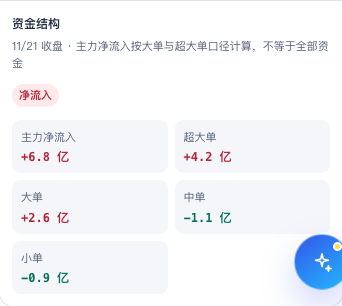 资金结构
11/21 收盘 · 主力净流入按大单与超大单口径计算，不等于全部资
金
净流入
主力净流入
+6.8 亿
超大单
+4.2 亿
大单
+2.6 亿
中单
-1.1 亿
小单
-0.9 亿